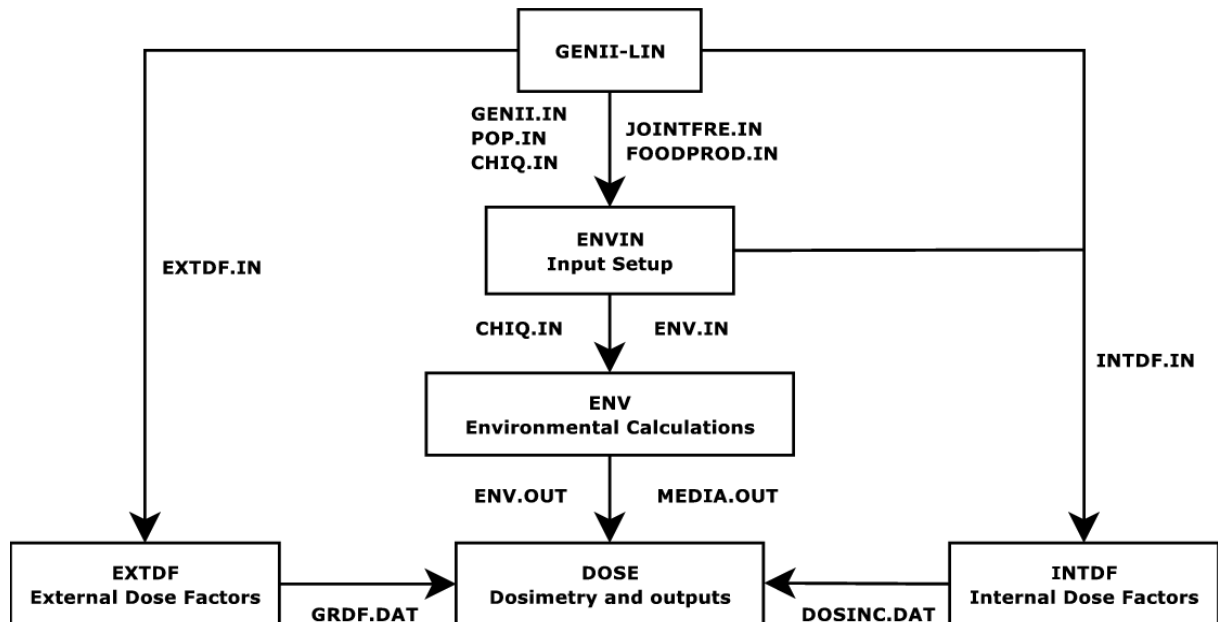 GENII-LIN
GENII.IN
POP.IN
CHIQ.IN
JOINTFRE.IN
FOODPROD.IN
ENVIN
Input Setup
EXTDF.IN
CHIQ.IN
ENV.IN
INTDF.IN
ENV
Environmental Calculations
ENV.OUT
MEDIA.OUT
EXTDF
External Dose Factors
GRDF.DAT
DOSE
Dosimetry and outputs
DOSINC.DAT
INTDF
Internal Dose Factors